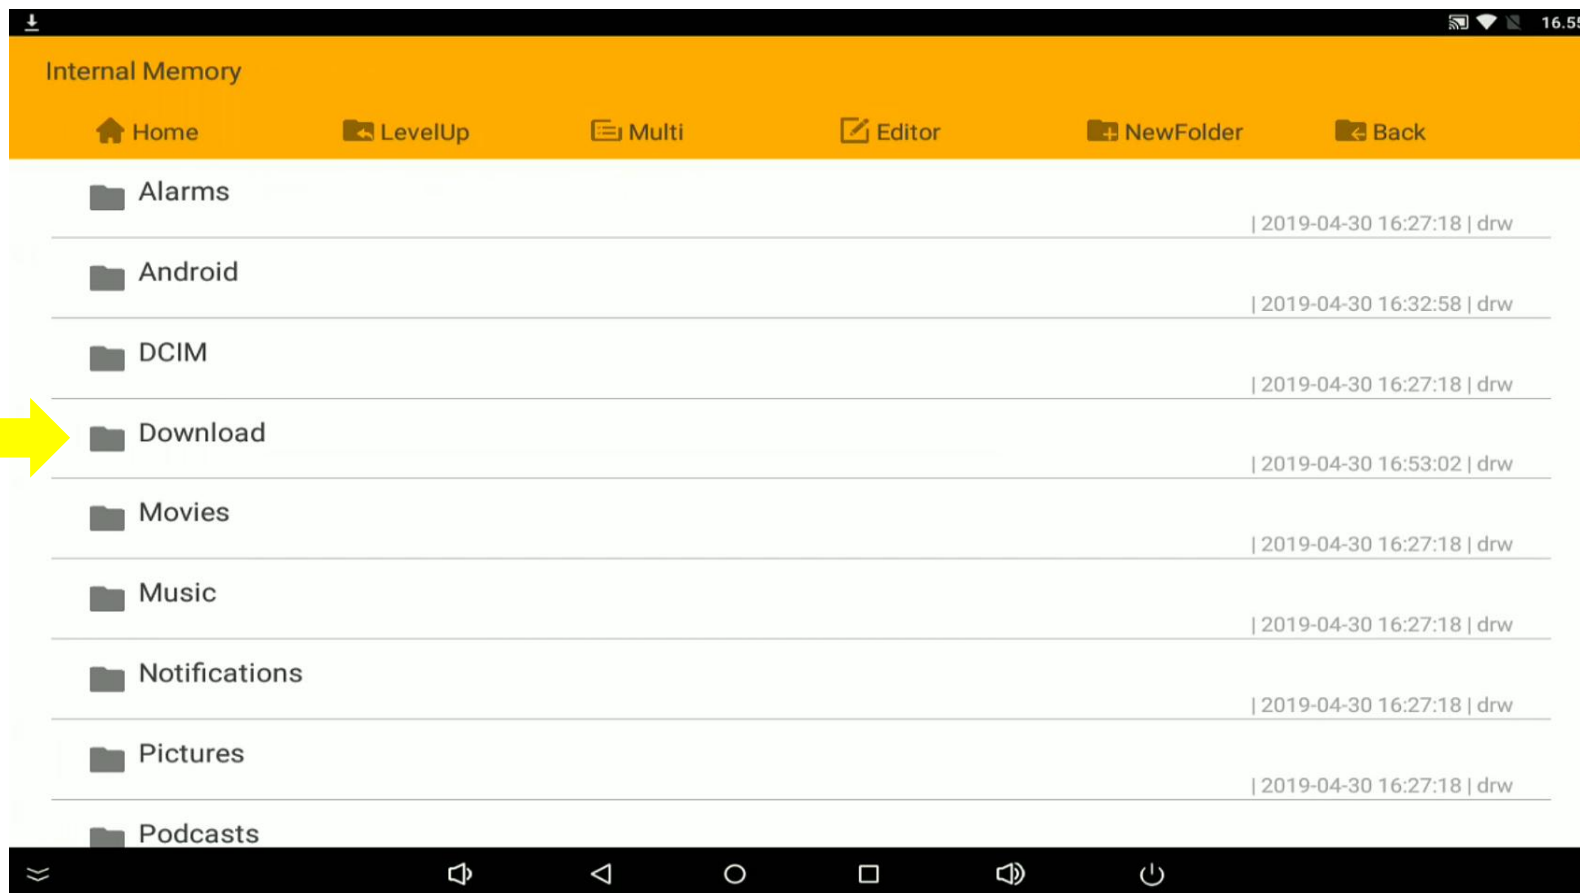 16.55
Internal Memory
Home LevelUp Multi Editor NewFolder Back
Alarms
| 2019-04-30 16:27:18 | drw
Android
| 2019-04-30 16:32:58 | drw
DCIM
| 2019-04-30 16:27:18 | drw
Download
| 2019-04-30 16:53:02 | drw
Movies
| 2019-04-30 16:27:18 | drw
Music
| 2019-04-30 16:27:18 | drw
Notifications
| 2019-04-30 16:27:18 | drw
Pictures
| 2019-04-30 16:27:18 | drw
Podcasts